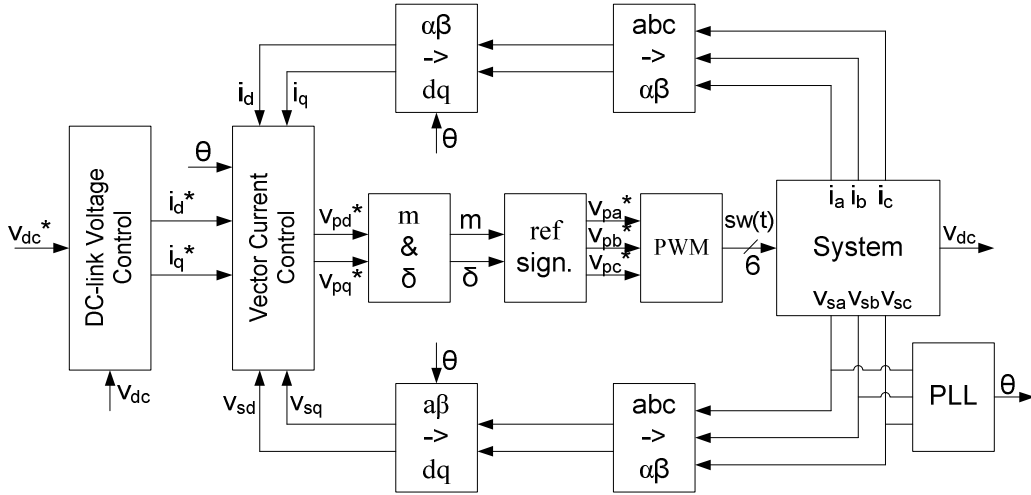 αβ
->
dq
abc
->
αβ
i_d
i_q
θ
θ
i_a i_b i_c
v_dc*
DC-link Voltage
Control
i_d*
i_q*
Vector Current
Control
v_pd*
v_pq*
m
&
δ
m
δ
ref
sign.
v_pa*
v_pb*
v_pc*
PWM
sw(t)
6
System
v_dc
v_sa v_sb v_sc
v_dc
v_sd
v_sq
θ
aβ
->
dq
abc
->
αβ
PLL
θ